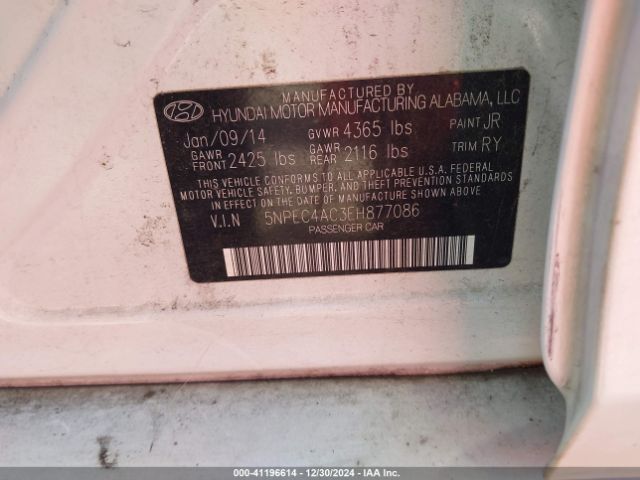 MANUFACTURED BY
HYUNDAI MOTOR MANUFACTURING ALABAMA, LLC
Jan/09/14 GVWR 4365 lbs PAINT JR
GAWR FRONT 2425 lbs GAWR REAR 2116 lbs TRIM RY
THIS VEHICLE CONFORMS TO ALL APPLICABLE U.S.A. FEDERAL
MOTOR VEHICLE SAFETY, BUMPER, AND THEFT PREVENTION STANDARDS
IN EFFECT ON THE DATE OF MANUFACTURE SHOWN ABOVE.
V.I.N 5NPEC4AC3EH877086
PASSENGER CAR
000-41196614 - 12/30/2024 - IAA Inc.